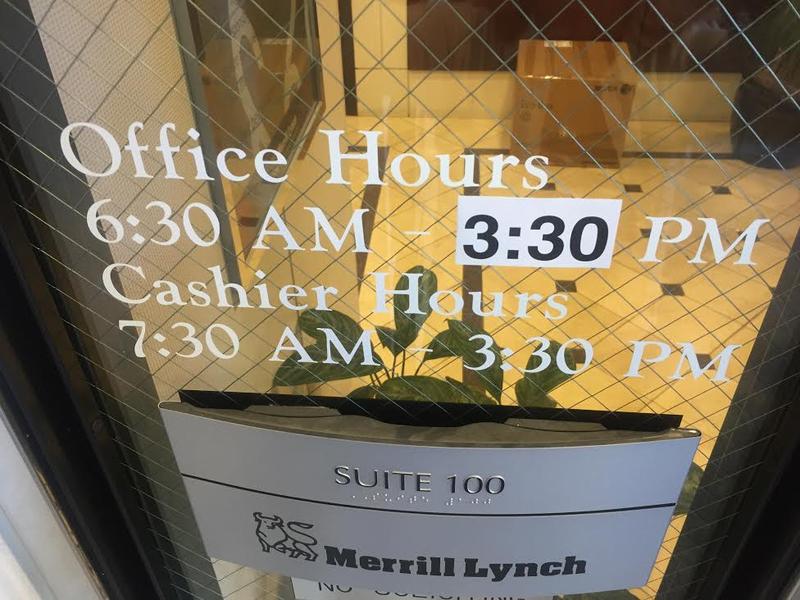 Office Hours
6:30 AM - 3:30 PM
Cashier Hours
7:30 AM - 3:30 PM
SUITE 100
Merrill Lynch
NO